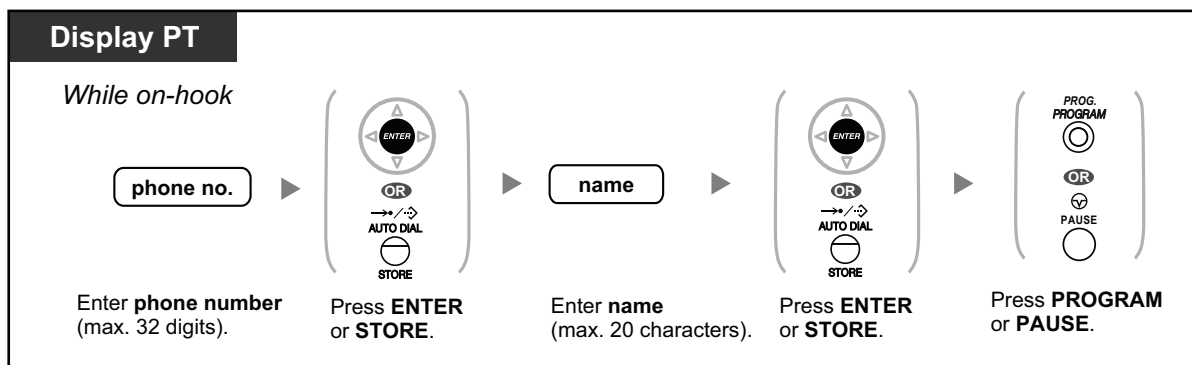 Display PT
While on-hook
phone no.
ENTER
OR
AUTO DIAL
STORE
name
ENTER
OR
AUTO DIAL
STORE
PROG.
PROGRAM
OR
PAUSE
Enter phone number
(max. 32 digits).
Press ENTER
or STORE.
Enter name
(max. 20 characters).
Press ENTER
or STORE.
Press PROGRAM
or PAUSE.